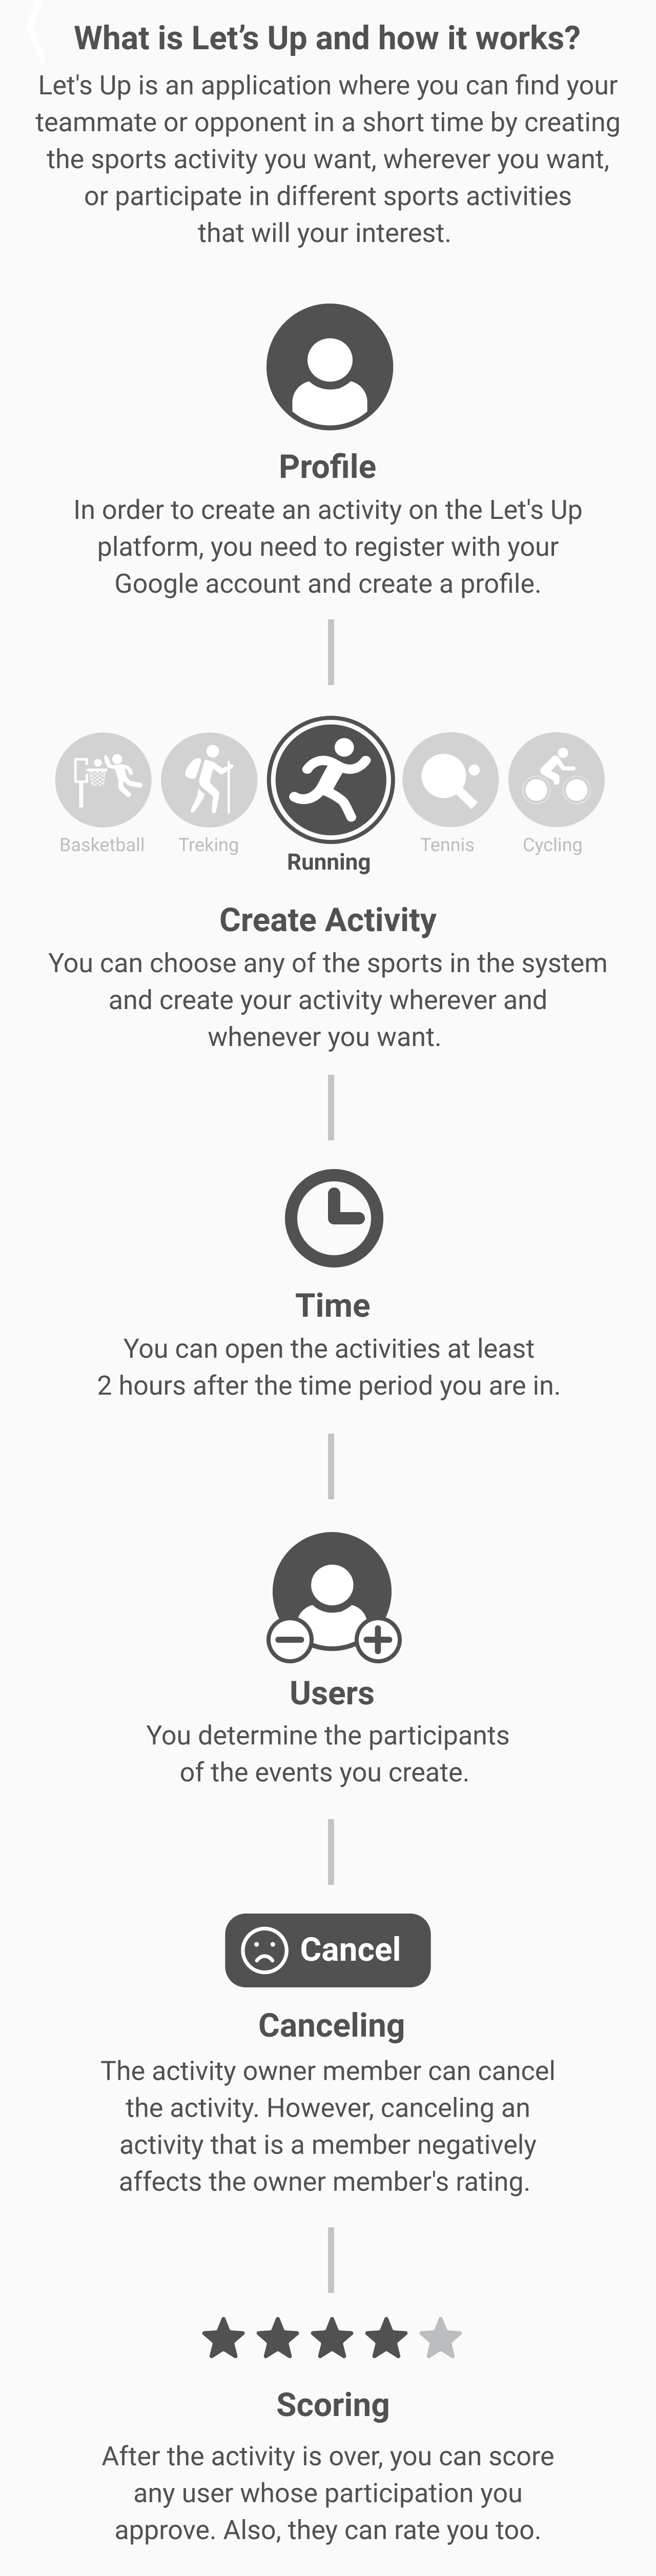 What is Let’s Up and how it works?
Let's Up is an application where you can find your
teammate or opponent in a short time by creating
the sports activity you want, wherever you want,
or participate in different sports activities
that will your interest.
Profile
In order to create an activity on the Let's Up
platform, you need to register with your
Google account and create a profile.
Basketball
Treking
Running
Tennis
Cycling
Create Activity
You can choose any of the sports in the system
and create your activity wherever and
whenever you want.
Time
You can open the activities at least
2 hours after the time period you are in.
Users
You determine the participants
of the events you create.
Cancel
Canceling
The activity owner member can cancel
the activity. However, canceling an
activity that is a member negatively
affects the owner member's rating.
Scoring
After the activity is over, you can score
any user whose participation you
approve. Also, they can rate you too.